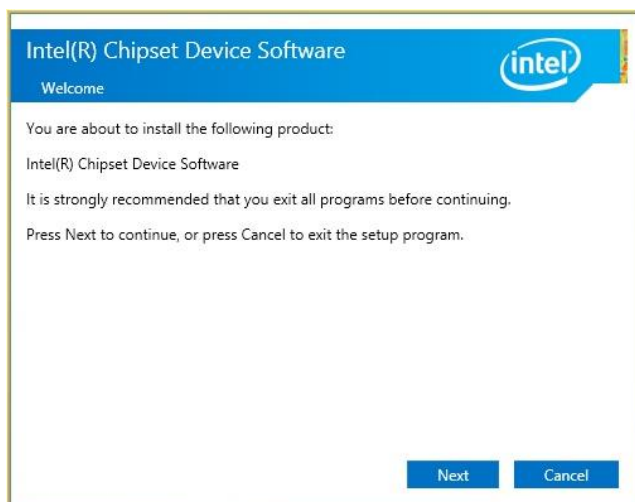 Intel(R) Chipset Device Software
intel
Welcome
You are about to install the following product:
Intel(R) Chipset Device Software
It is strongly recommended that you exit all programs before continuing.
Press Next to continue, or press Cancel to exit the setup program.
Next Cancel